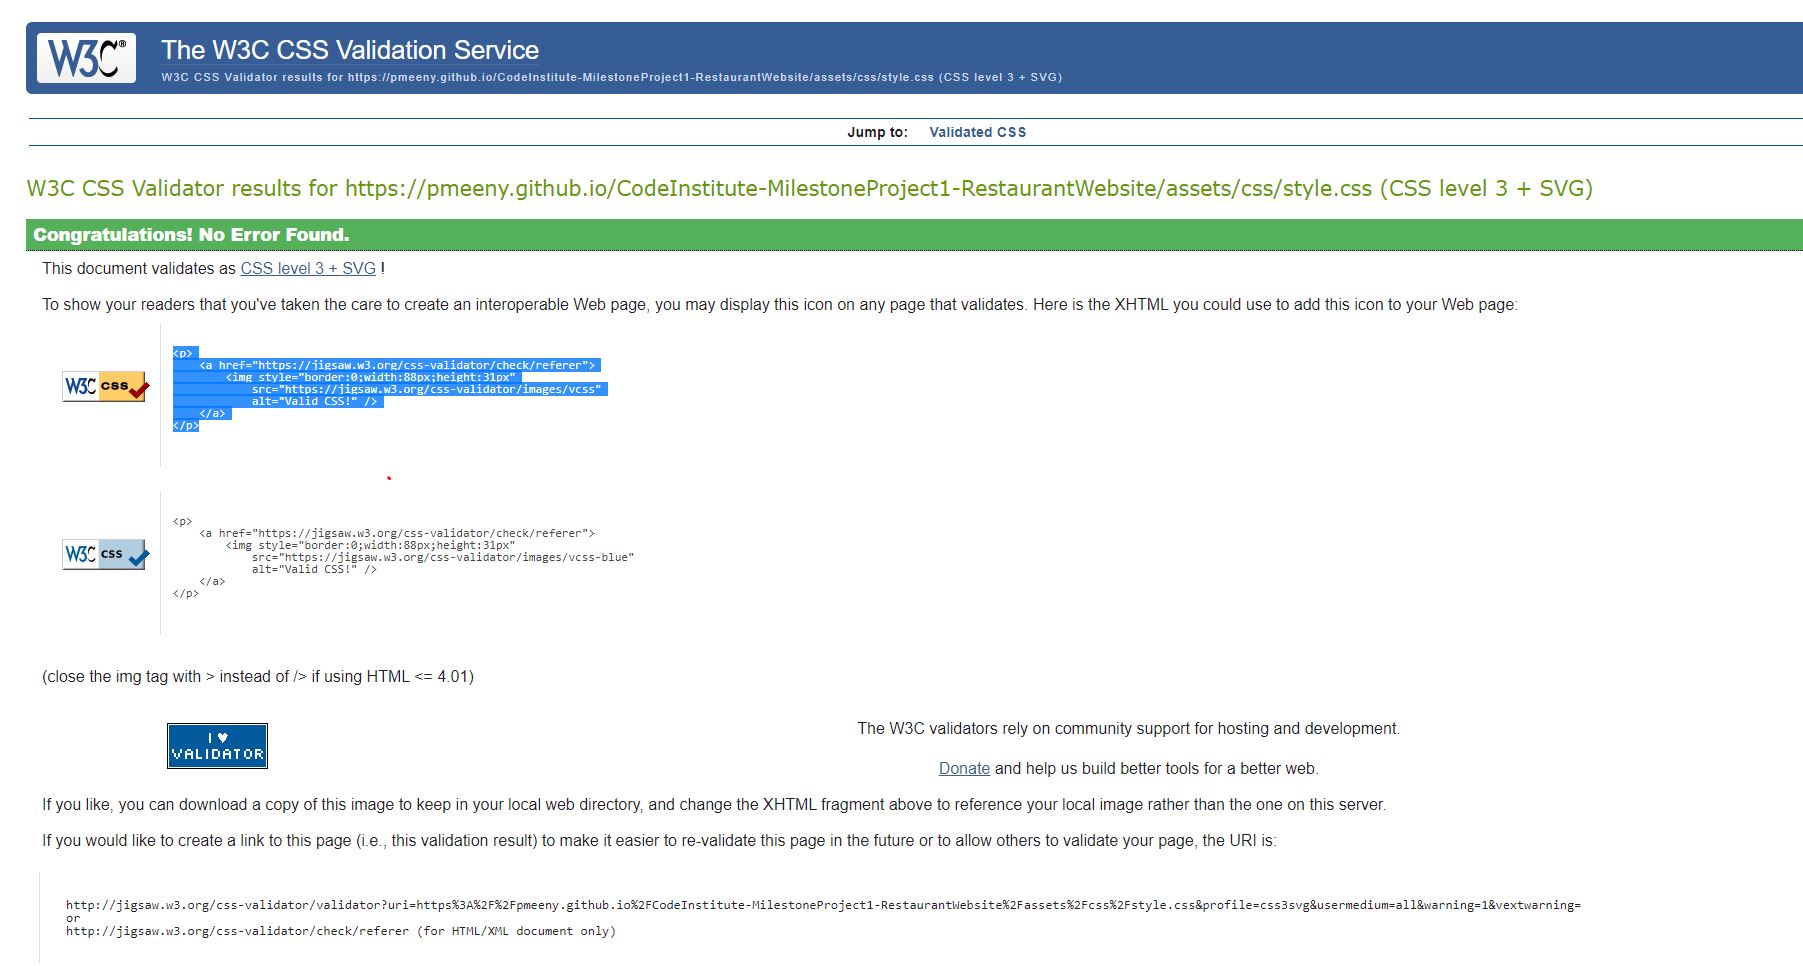 W3C®
The W3C CSS Validation Service
W3C CSS Validator results for https://pmeeny.github.io/CodeInstitute-MilestoneProject1-RestaurantWebsite/assets/css/style.css (CSS level 3 + SVG)
Jump to: Validated CSS
W3C CSS Validator results for https://pmeeny.github.io/CodeInstitute-MilestoneProject1-RestaurantWebsite/assets/css/style.css (CSS level 3 + SVG)
Congratulations! No Error Found.
This document validates as CSS level 3 + SVG !
To show your readers that you've taken the care to create an interoperable Web page, you may display this icon on any page that validates. Here is the XHTML you could use to add this icon to your Web page:
W3C css
<p>
<a href="https://jigsaw.w3.org/css-validator/check/referer">
<img style="border:0;width:88px;height:31px"
src="https://jigsaw.w3.org/css-validator/images/vcss"
alt="Valid CSS!" />
</a>
</p>
W3C css
<p>
<a href="https://jigsaw.w3.org/css-validator/check/referer">
<img style="border:0;width:88px;height:31px"
src="https://jigsaw.w3.org/css-validator/images/vcss-blue"
alt="Valid CSS!" />
</a>
</p>
(close the img tag with > instead of /> if using HTML <= 4.01)
I ♥
VALIDATOR
The W3C validators rely on community support for hosting and development.
Donate and help us build better tools for a better web.
If you like, you can download a copy of this image to keep in your local web directory, and change the XHTML fragment above to reference your local image rather than the one on this server.
If you would like to create a link to this page (i.e., this validation result) to make it easier to re-validate this page in the future or to allow others to validate your page, the URI is:
http://jigsaw.w3.org/css-validator/validator?uri=https%3A%2F%2Fpmeeny.github.io%2FCodeInstitute-MilestoneProject1-RestaurantWebsite%2Fassets%2Fcss%2Fstyle.css&profile=css3svg&usermedium=all&warning=1&vextwarning=
or
http://jigsaw.w3.org/css-validator/check/referer (for HTML/XML document only)